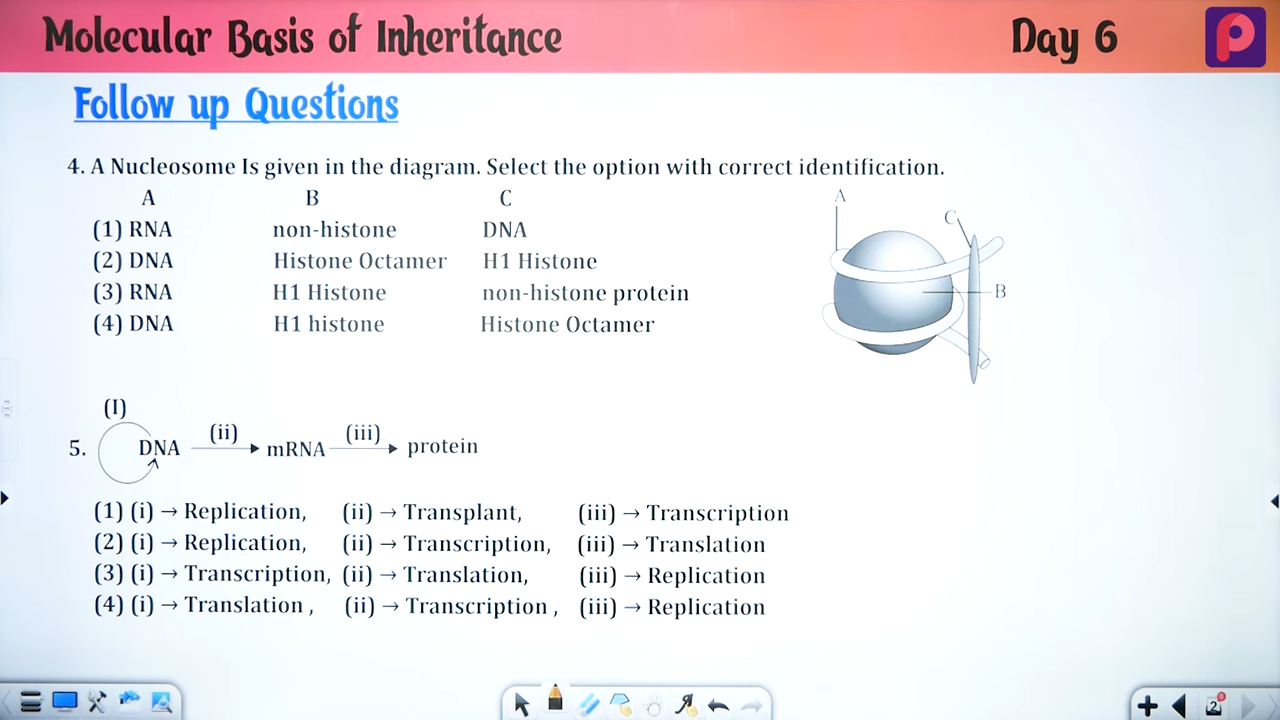 Molecular Basis of Inheritance Day 6
Follow up Questions
4. A Nucleosome Is given in the diagram. Select the option with correct identification.
A B C
(1) RNA non-histone DNA
(2) DNA Histone Octamer H1 Histone
(3) RNA H1 Histone non-histone protein
(4) DNA H1 histone Histone Octamer
A
C
B
(I)
5. DNA (ii) → mRNA (iii) → protein
(1) (i) → Replication, (ii) → Transplant, (iii) → Transcription
(2) (i) → Replication, (ii) → Transcription, (iii) → Translation
(3) (i) → Transcription, (ii) → Translation, (iii) → Replication
(4) (i) → Translation , (ii) → Transcription , (iii) → Replication
2